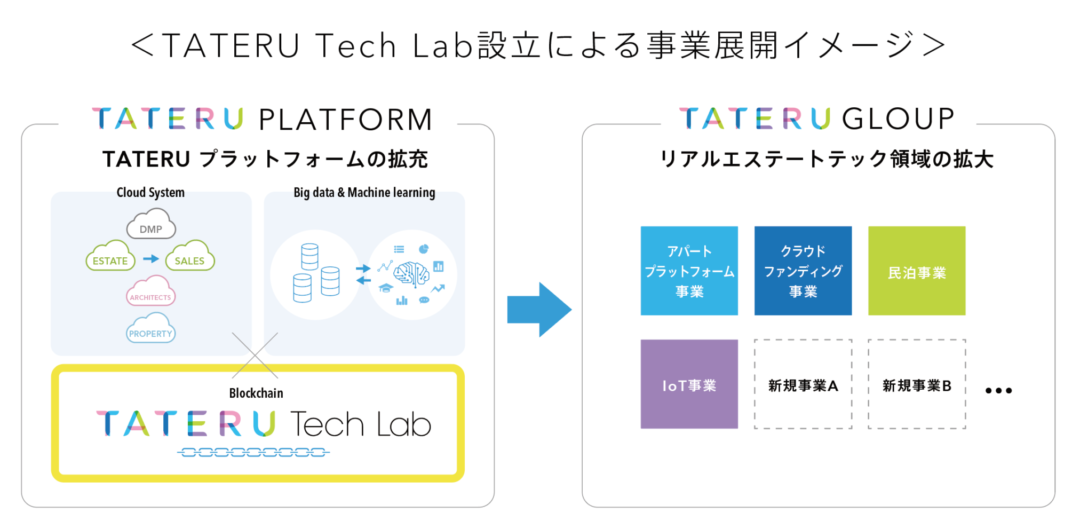 ＜TATERU Tech Lab設立による事業展開イメージ＞
TATERU PLATFORM
TATERU プラットフォームの拡充
Cloud System
DMP
ESTATE
SALES
ARCHITECTS
PROPERTY
Big data & Machine learning
Blockchain
TATERU Tech Lab
TATERU GLOUP
リアルエステートテック領域の拡大
アパート
プラットフォーム
事業
クラウド
ファンディング
事業
民泊事業
IoT事業
新規事業A
新規事業B
•••